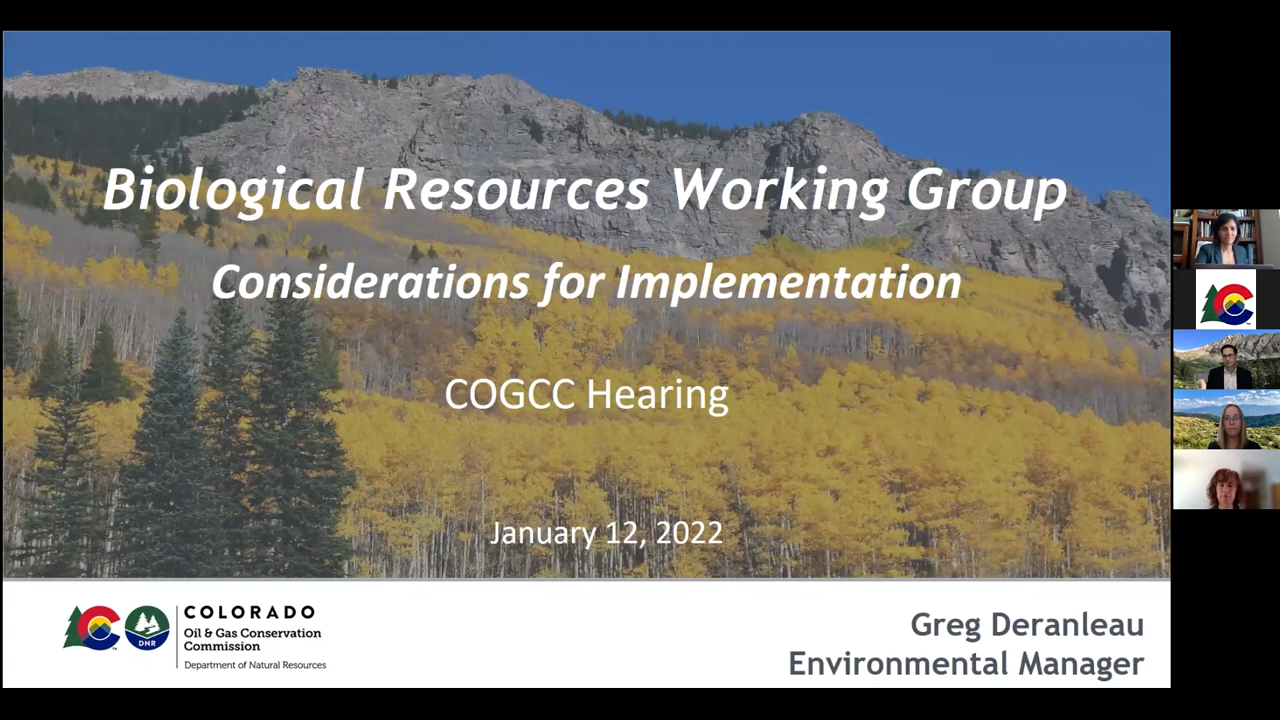 Biological Resources Working Group
Considerations for Implementation
COGCC Hearing
January 12, 2022
COLORADO
Oil & Gas Conservation
Commission
Department of Natural Resources
DNR
Greg Deranleau
Environmental Manager